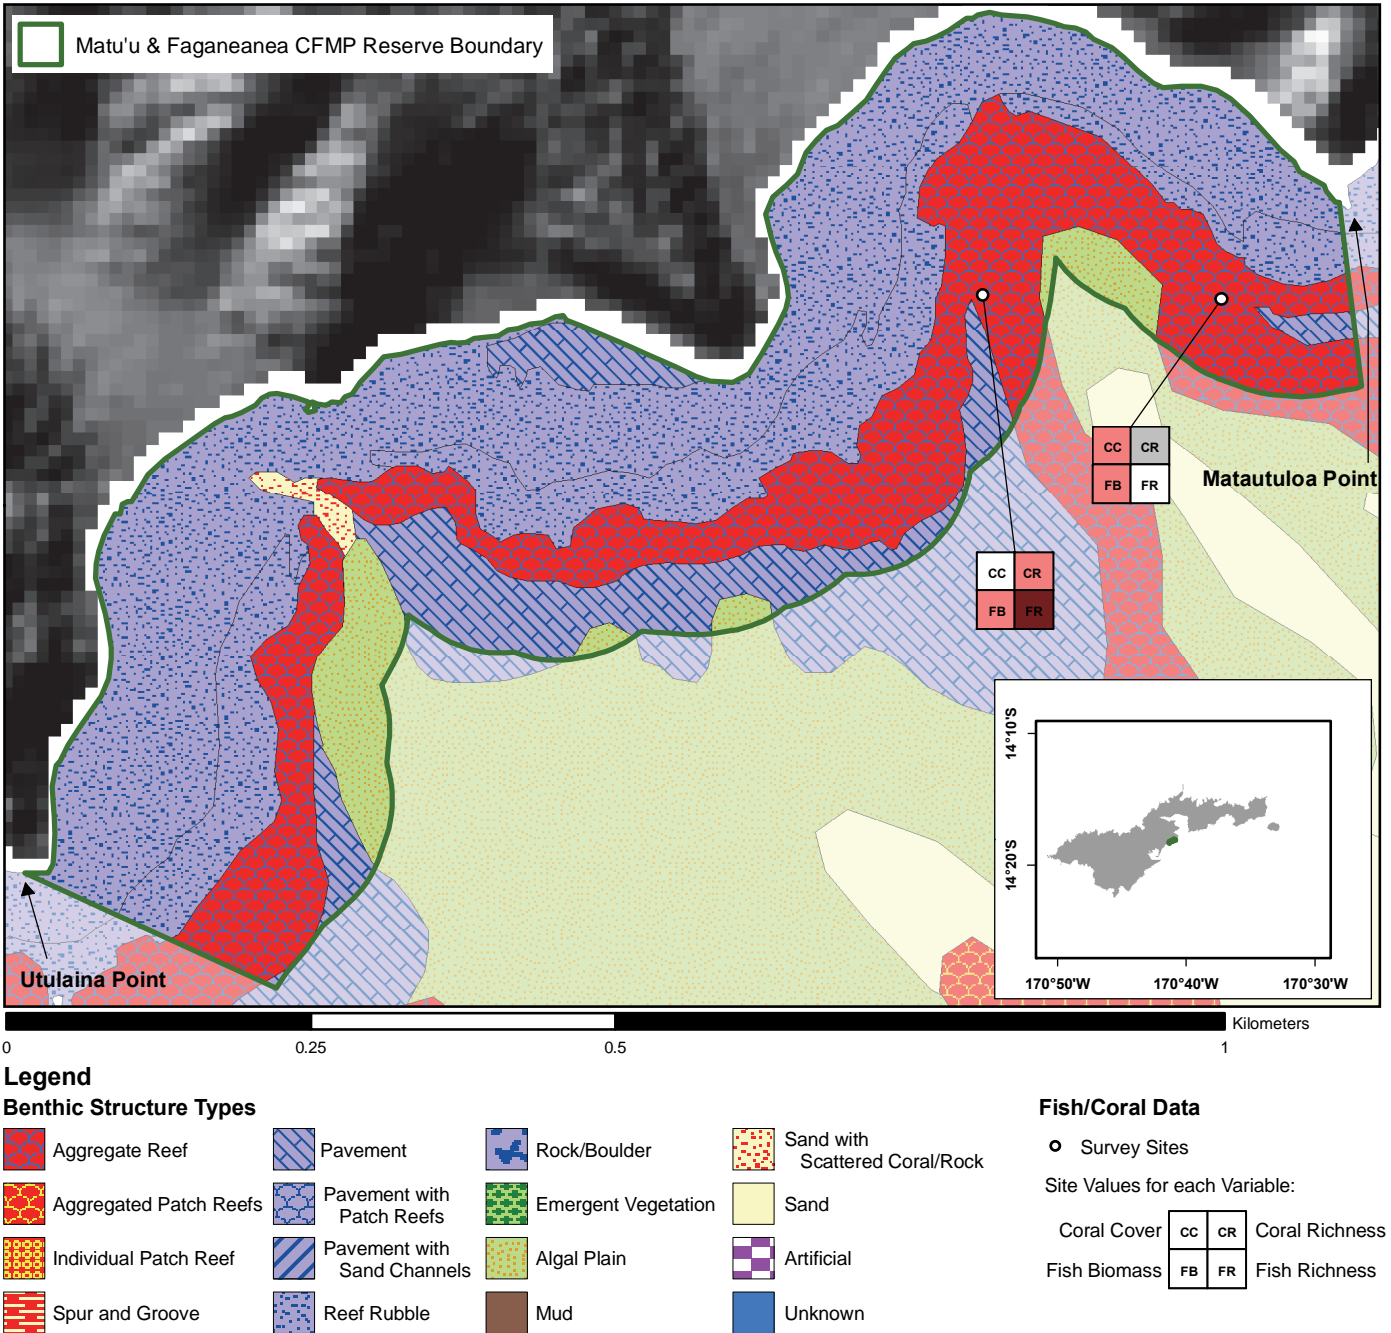 Matu'u & Faganeanea CFMP Reserve Boundary
CC CR
FB FR
Matautuloa Point
CC CR
FB FR
14°10'S
14°20'S
170°50'W 170°40'W 170°30'W
Utulaina Point
Kilometers
0 0.25 0.5 1
Legend
Benthic Structure Types
Aggregate Reef
Aggregated Patch Reefs
Individual Patch Reef
Spur and Groove
Pavement
Pavement with
Patch Reefs
Pavement with
Sand Channels
Reef Rubble
Rock/Boulder
Emergent Vegetation
Algal Plain
Mud
Sand with
Scattered Coral/Rock
Sand
Artificial
Unknown
Fish/Coral Data
Survey Sites
Site Values for each Variable:
Coral Cover CC CR Coral Richness
Fish Biomass FB FR Fish Richness